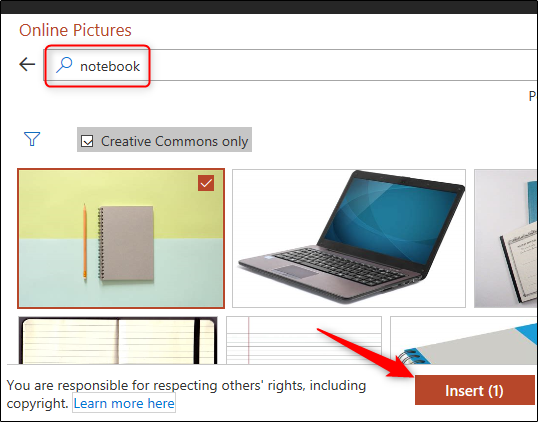 Online Pictures
notebook
P
Creative Commons only
You are responsible for respecting others' rights, including
copyright. Learn more here
Insert (1)